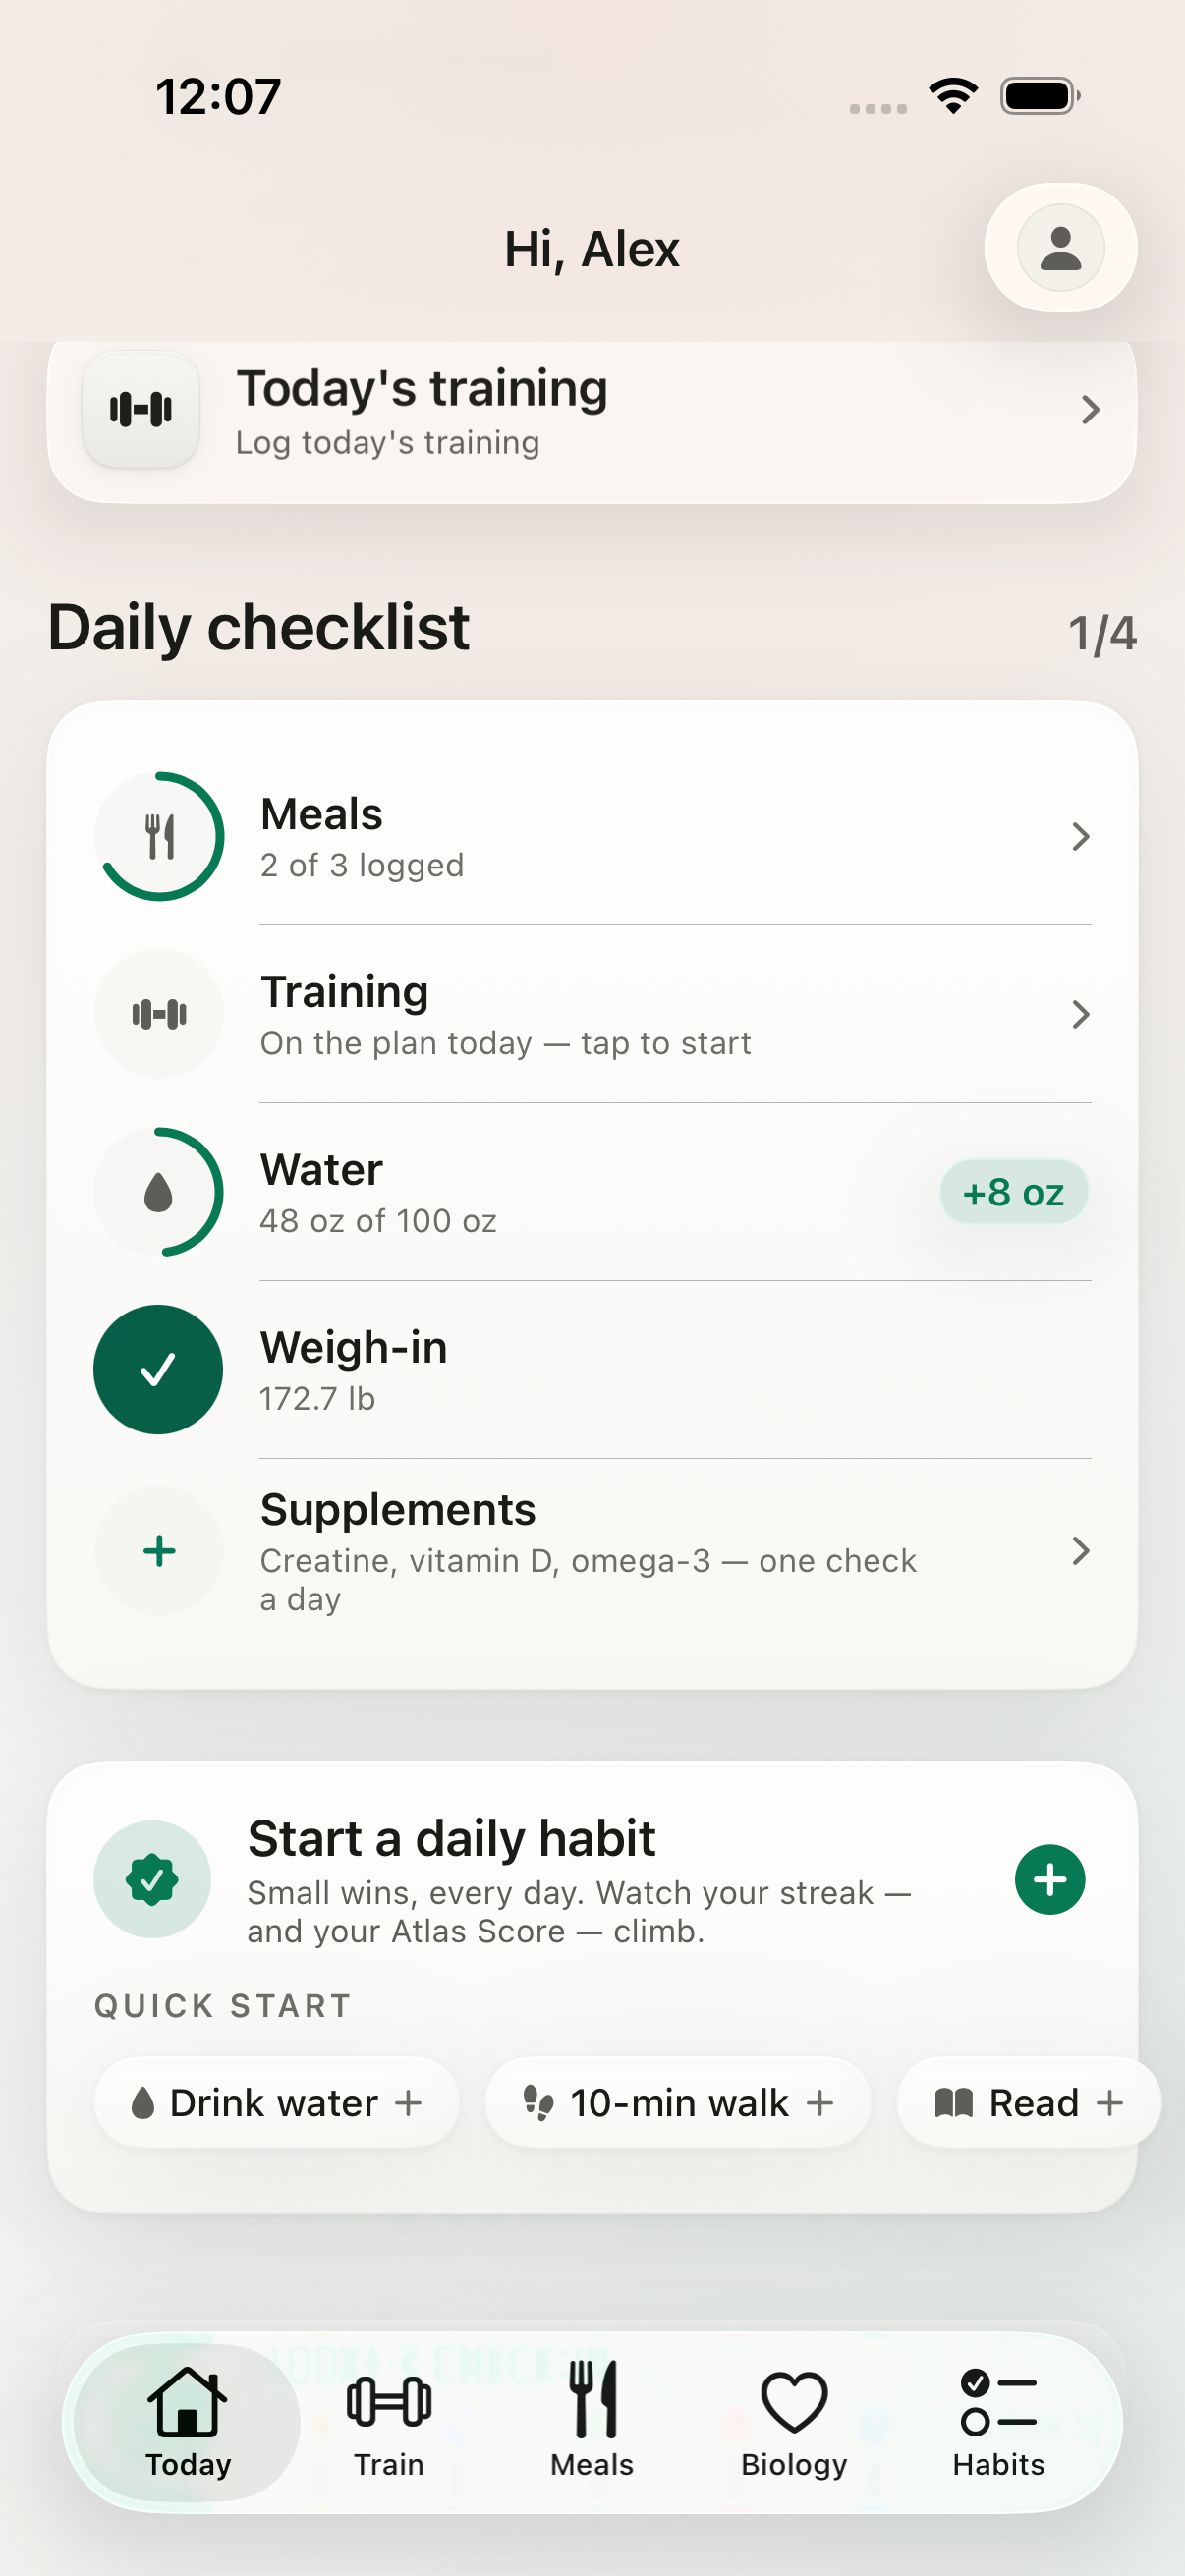 12:07
Hi, Alex
Today's training
Log today's training
Daily checklist
1/4
Meals
2 of 3 logged
Training
On the plan today — tap to start
Water
48 oz of 100 oz
+8 oz
Weigh-in
172.7 lb
Supplements
Creatine, vitamin D, omega-3 — one check
a day
Start a daily habit
Small wins, every day. Watch your streak —
and your Atlas Score — climb.
QUICK START
Drink water +
10-min walk +
Read +
Today
Train
Meals
Biology
Habits